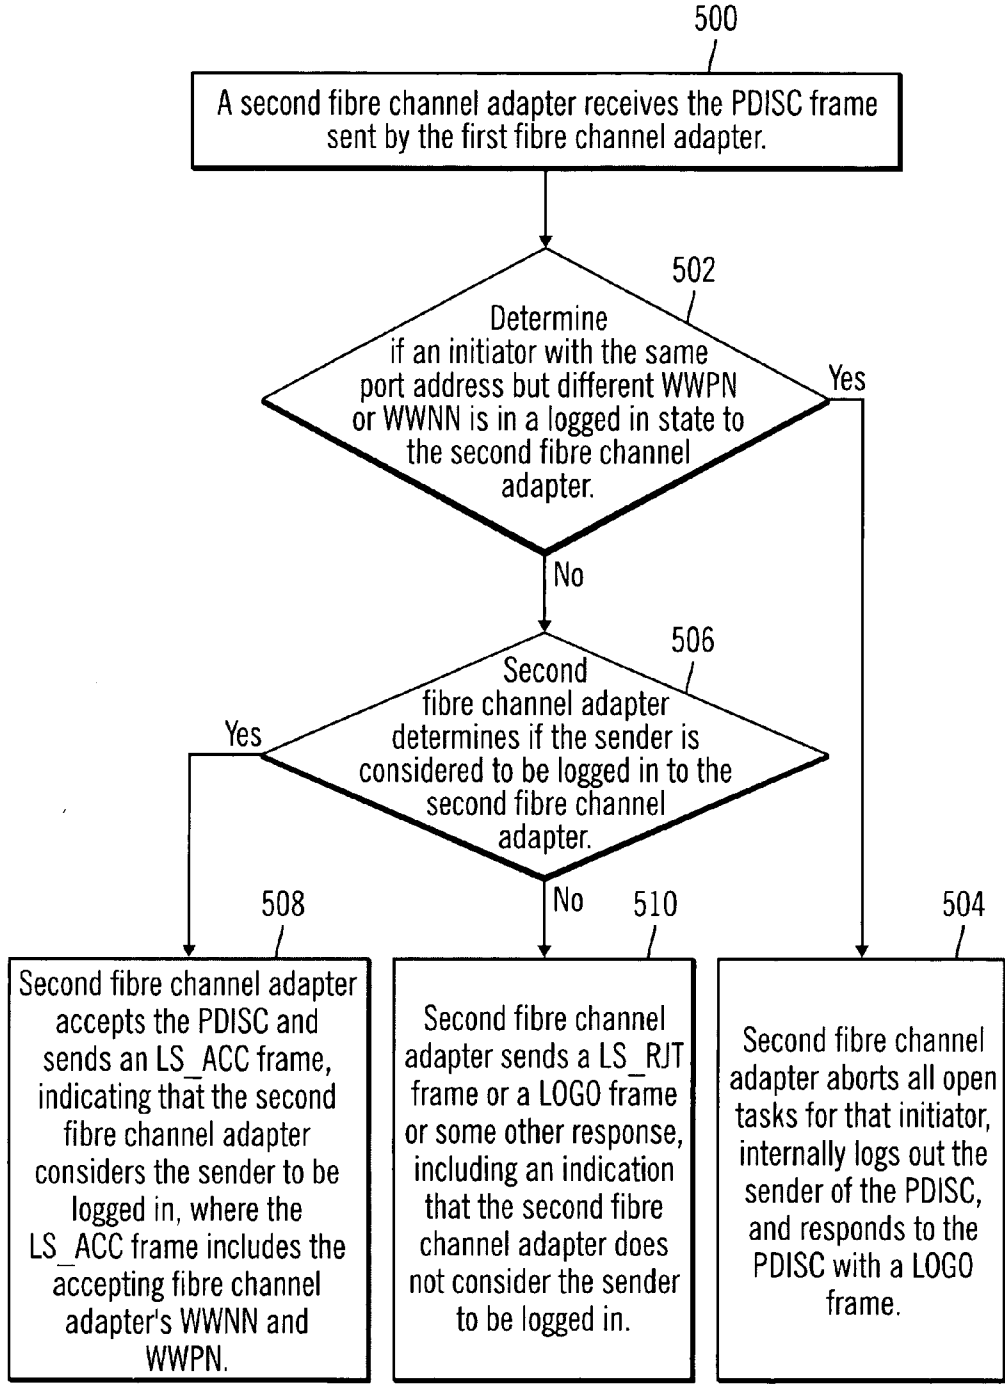 500
A second fibre channel adapter receives the PDISC frame
sent by the first fibre channel adapter.
502
Determine
if an initiator with the same
port address but different WWPN
or WWNN is in a logged in state to
the second fibre channel
adapter.
Yes
No
506
Second
fibre channel adapter
determines if the sender is
considered to be logged in to the
second fibre channel
adapter.
Yes
No
508
Second fibre channel adapter
accepts the PDISC and
sends an LS_ACC frame,
indicating that the second
fibre channel adapter
considers the sender to be
logged in, where the
LS_ACC frame includes the
accepting fibre channel
adapter's WWNN and
WWPN.
510
Second fibre channel
adapter sends a LS_RJT
frame or a LOGO frame
or some other response,
including an indication
that the second fibre
channel adapter does
not consider the sender
to be logged in.
504
Second fibre channel
adapter aborts all open
tasks for that initiator,
internally logs out the
sender of the PDISC,
and responds to the
PDISC with a LOGO
frame.